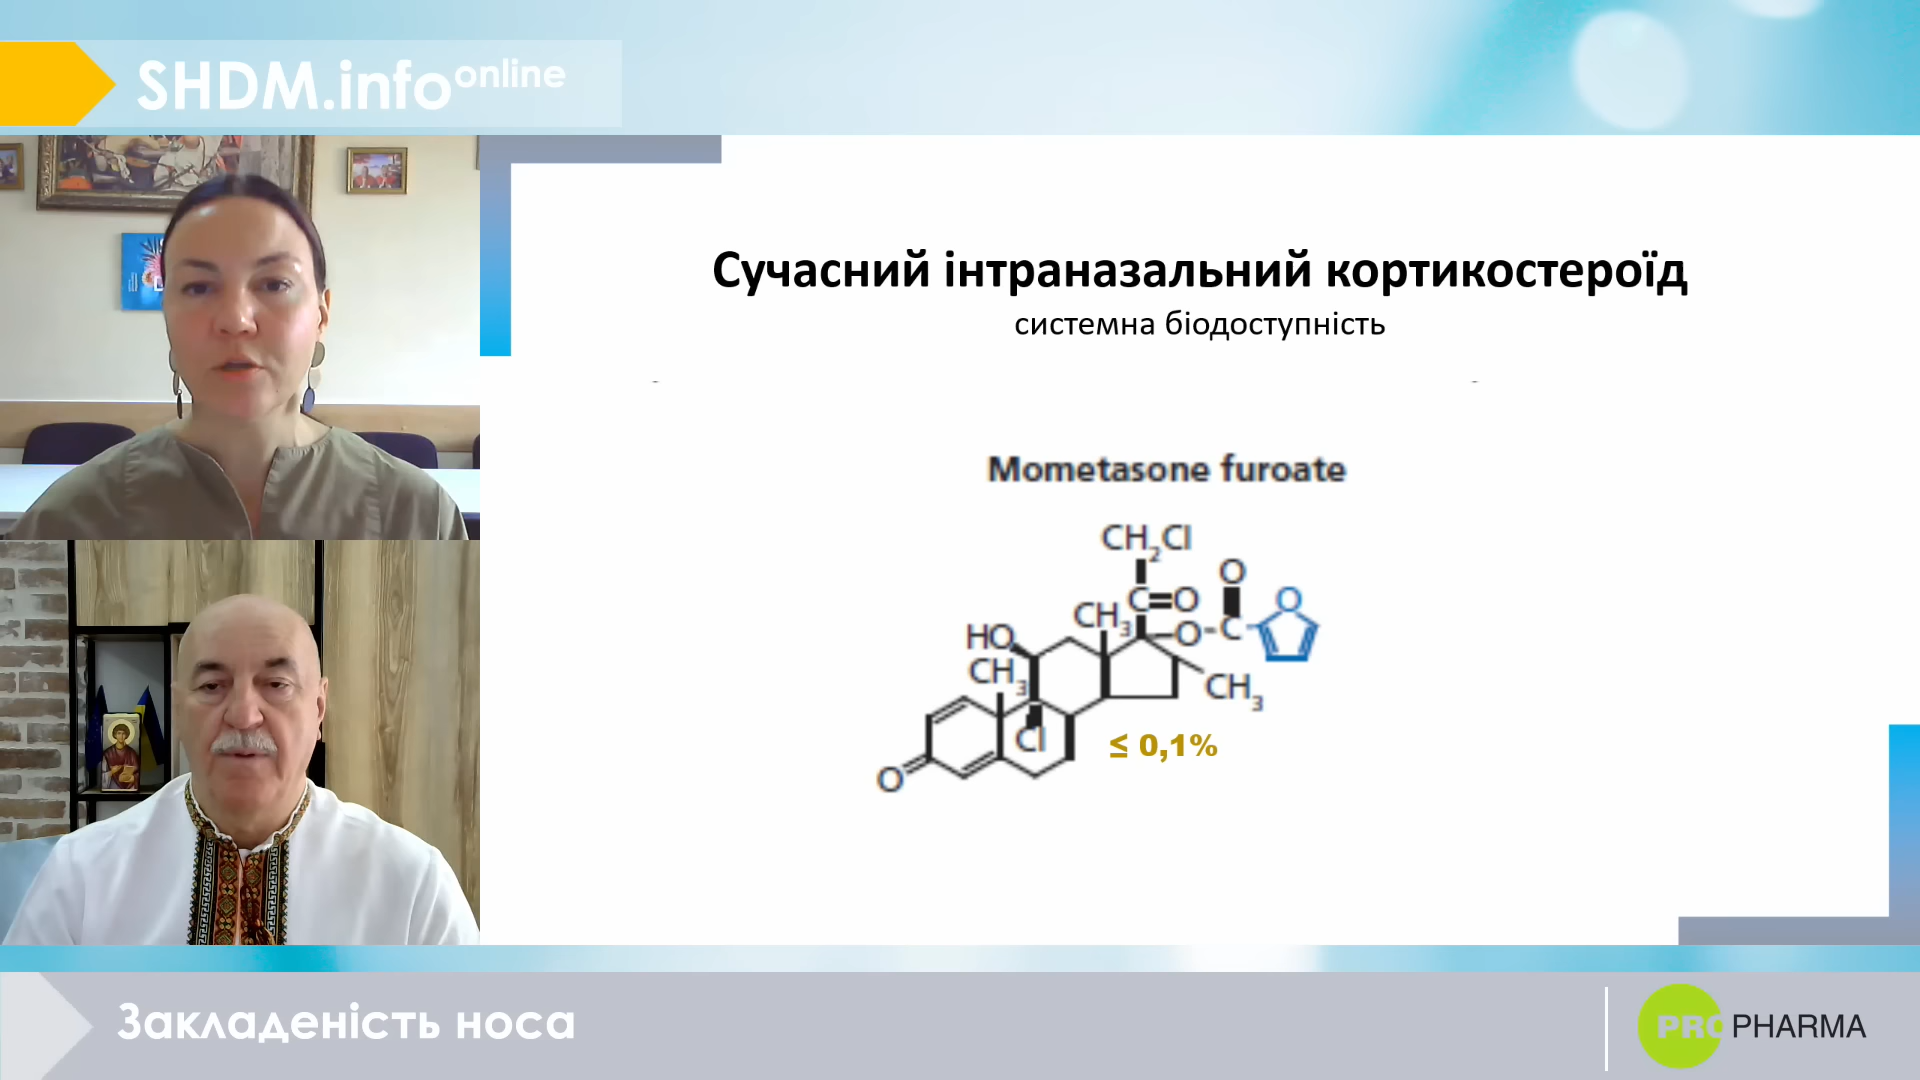 SHDM.info online
Сучасний інтраназальний кортикостероїд
системна біодоступність
Mometasone furoate
CH2Cl
O
C=O
CH3
O-C
O
HO
CH3
CH3
Cl
≤ 0,1%
O
Закладеність носа
PRO PHARMA